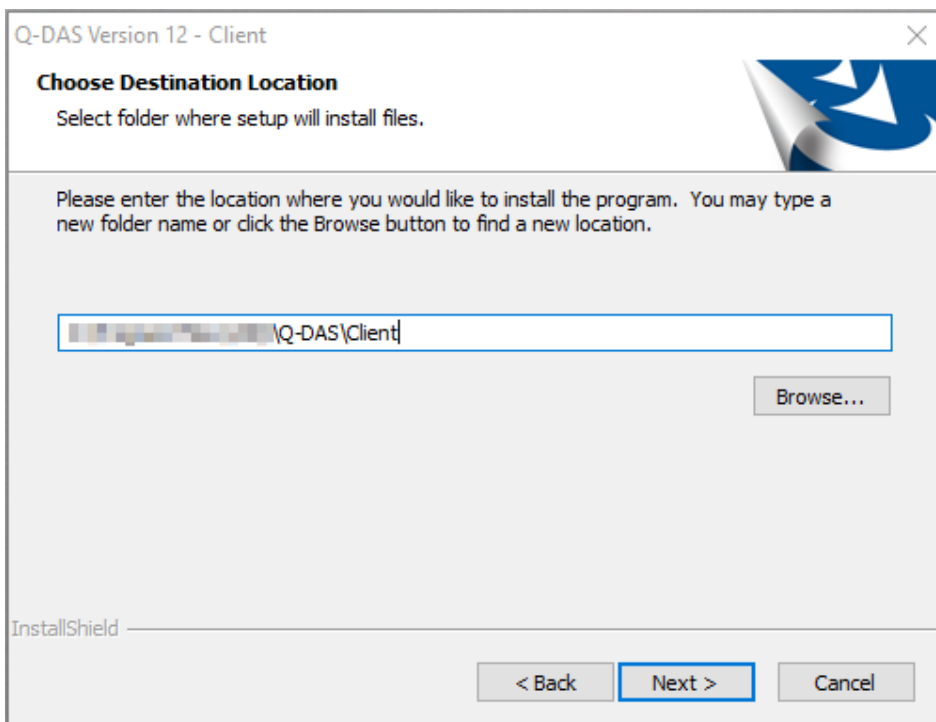 Q-DAS Version 12 - Client
Choose Destination Location
Select folder where setup will install files.
Please enter the location where you would like to install the program.  You may type a
new folder name or click the Browse button to find a new location.
\Q-DAS\Client
Browse...
InstallShield
< Back
Next >
Cancel